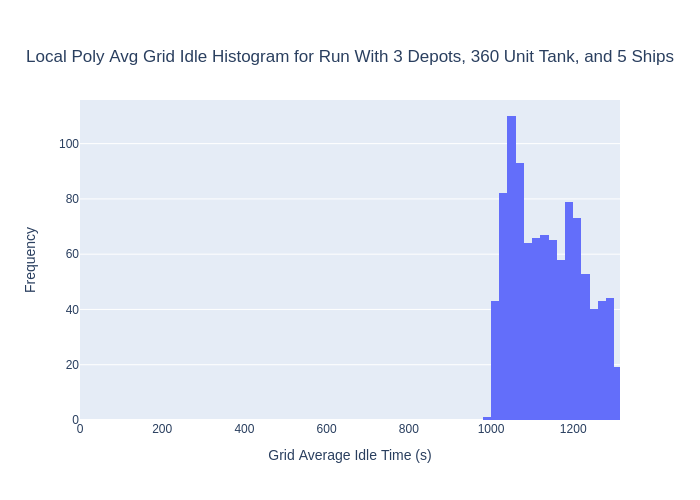 Local Poly Avg Grid Idle Histogram for Run With 3 Depots, 360 Unit Tank, and 5 Ships
100
80
60
40
20
0
0 200 400 600 800 1000 1200
Frequency
Grid Average Idle Time (s)